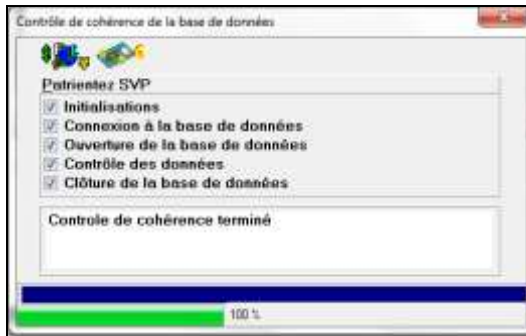 Contrôle de cohérence de la base de données
Patrientez SVP
Initialisations
Connexion à la base de données
Ouverture de la base de données
Contrôle des données
Clôture de la base de données
Controle de cohérence terminé
100 %